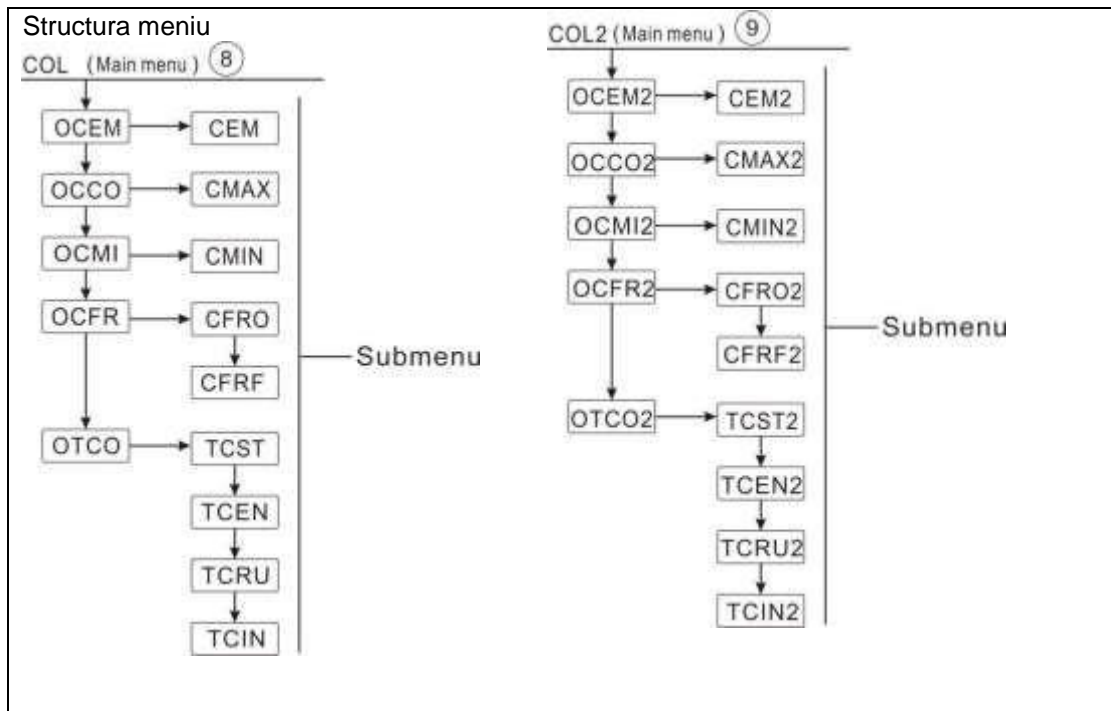 Structura meniu
COL (Main menu) 8
OCEM CEM
OCCO CMAX
OCMI CMIN
OCFR CFRO
CFRF
OTCO TCST
TCEN
TCRU
TCIN
Submenu
COL2 (Main menu) 9
OCEM2 CEM2
OCCO2 CMAX2
OCMI2 CMIN2
OCFR2 CFRO2
CFRF2
OTCO2 TCST2
TCEN2
TCRU2
TCIN2
Submenu